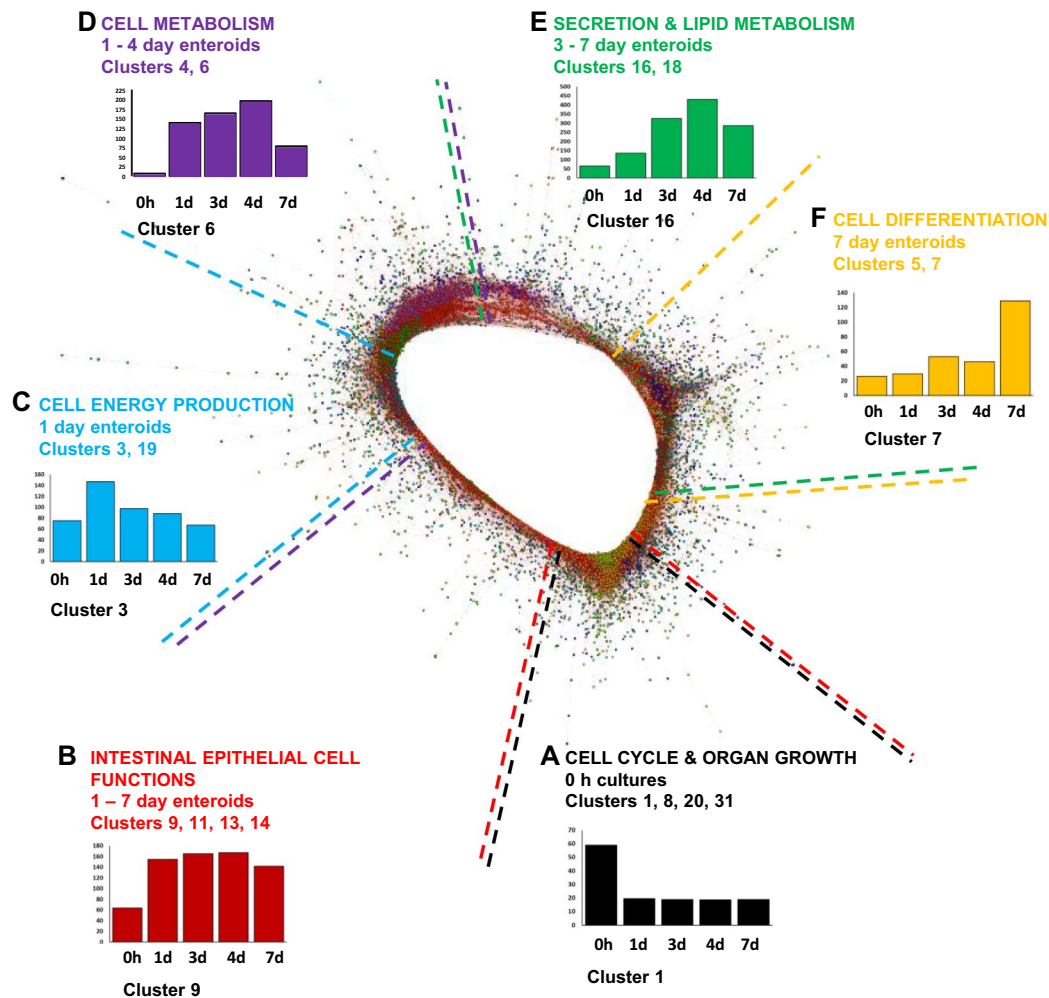 D CELL METABOLISM
1 - 4 day enteroids
Clusters 4, 6
225
200
175
150
125
100
75
50
25
0
0h 1d 3d 4d 7d
Cluster 6
E SECRETION & LIPID METABOLISM
3 - 7 day enteroids
Clusters 16, 18
500
450
400
350
300
250
200
150
100
50
0
0h 1d 3d 4d 7d
Cluster 16
F CELL DIFFERENTIATION
7 day enteroids
Clusters 5, 7
140
120
100
80
60
40
20
0
0h 1d 3d 4d 7d
Cluster 7
C CELL ENERGY PRODUCTION
1 day enteroids
Clusters 3, 19
160
140
120
100
80
60
40
20
0
0h 1d 3d 4d 7d
Cluster 3
B INTESTINAL EPITHELIAL CELL
FUNCTIONS
1 – 7 day enteroids
Clusters 9, 11, 13, 14
180
160
140
120
100
80
60
40
20
0
0h 1d 3d 4d 7d
Cluster 9
A CELL CYCLE & ORGAN GROWTH
0 h cultures
Clusters 1, 8, 20, 31
70
60
50
40
30
20
10
0
0h 1d 3d 4d 7d
Cluster 1